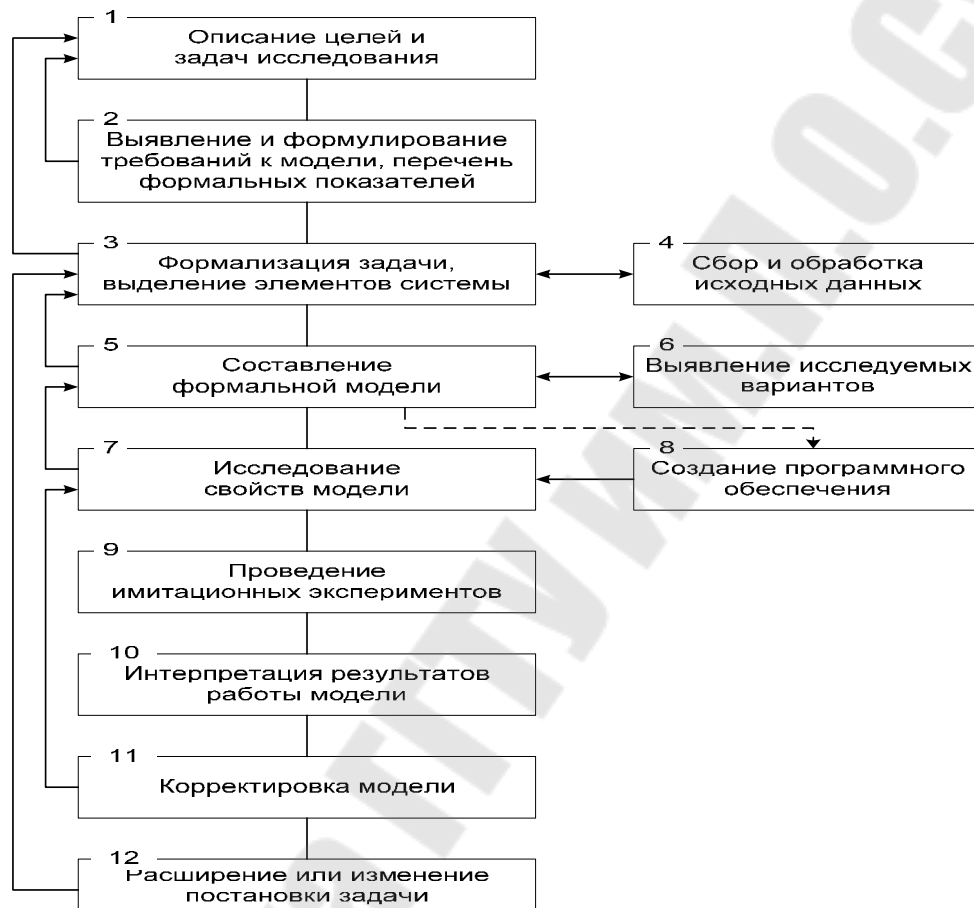 1
Описание целей и
задач исследования
2
Выявление и формулирование
требований к модели, перечень
формальных показателей
3
Формализация задачи,
выделение элементов системы
4
Сбор и обработка
исходных данных
5
Составление
формальной модели
6
Выявление исследуемых
вариантов
7
Исследование
свойств модели
8
Создание программного
обеспечения
9
Проведение
имитационных экспериментов
10
Интерпретация результатов
работы модели
11
Корректировка модели
12
Расширение или изменение
постановки задачи
ГГТУ им. П.О.